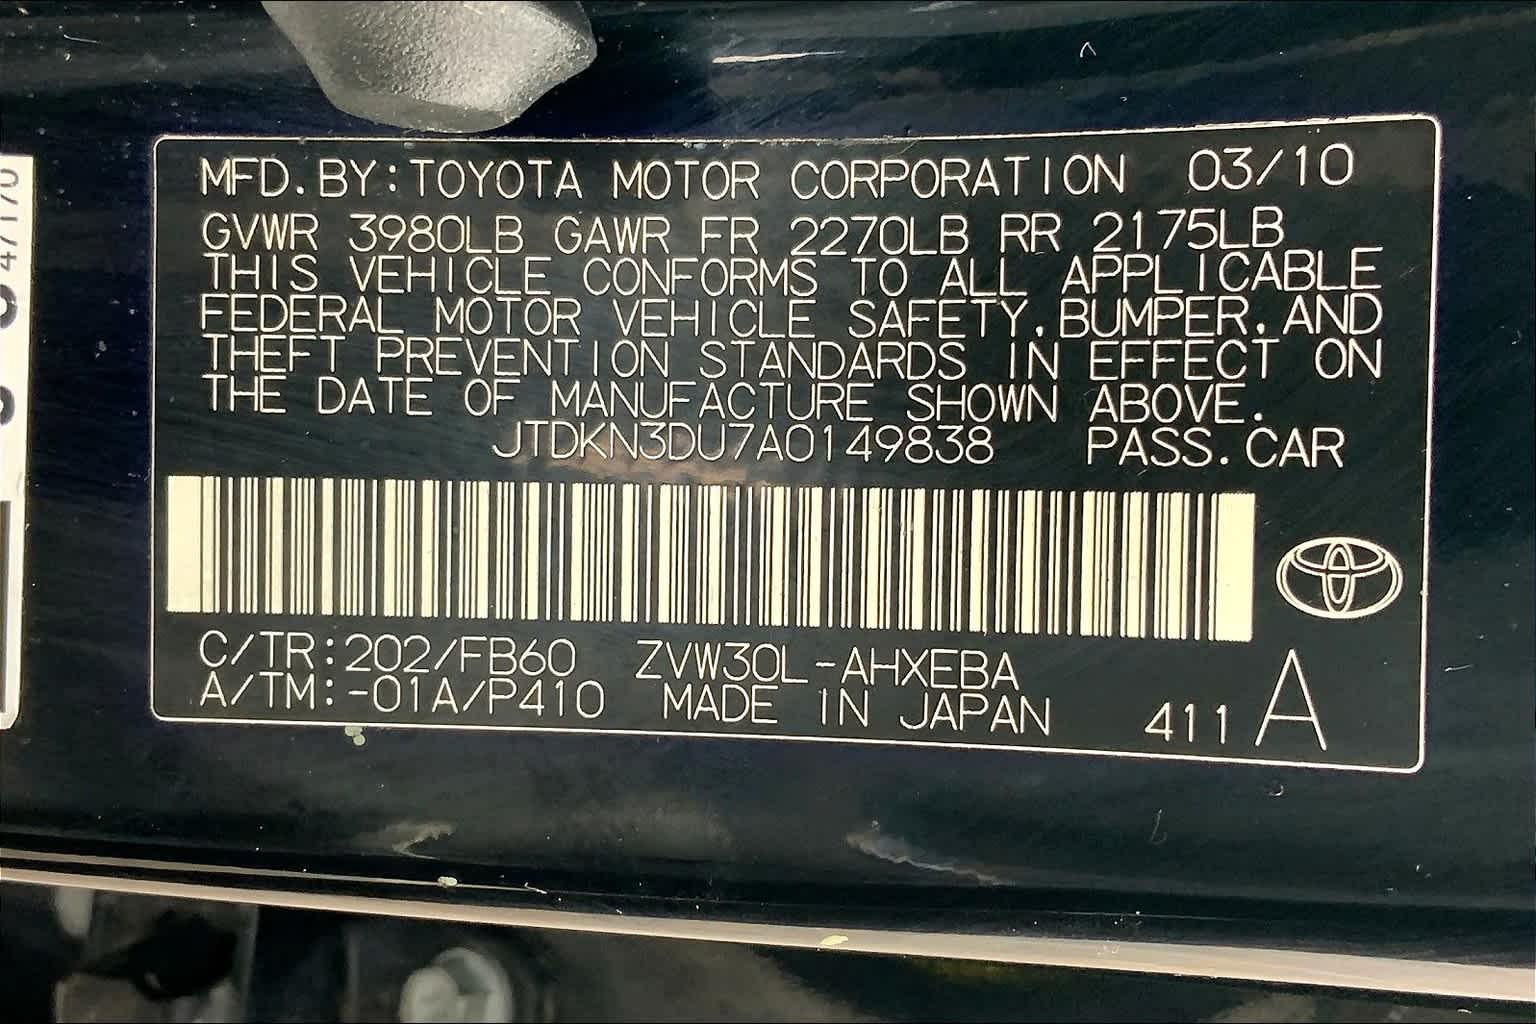 MFD.BY:TOYOTA MOTOR CORPORATION 03/10
GVWR 3980LB GAWR FR 2270LB RR 2175LB
THIS VEHICLE CONFORMS TO ALL APPLICABLE
FEDERAL MOTOR VEHICLE SAFETY, BUMPER, AND
THEFT PREVENTION STANDARDS IN EFFECT ON
THE DATE OF MANUFACTURE SHOWN ABOVE.
JTDKN3DU7A0149838 PASS.CAR
C/TR:202/FB60 ZVW30L-AHXEBA
A/TM:-01A/P410 MADE IN JAPAN 411 A